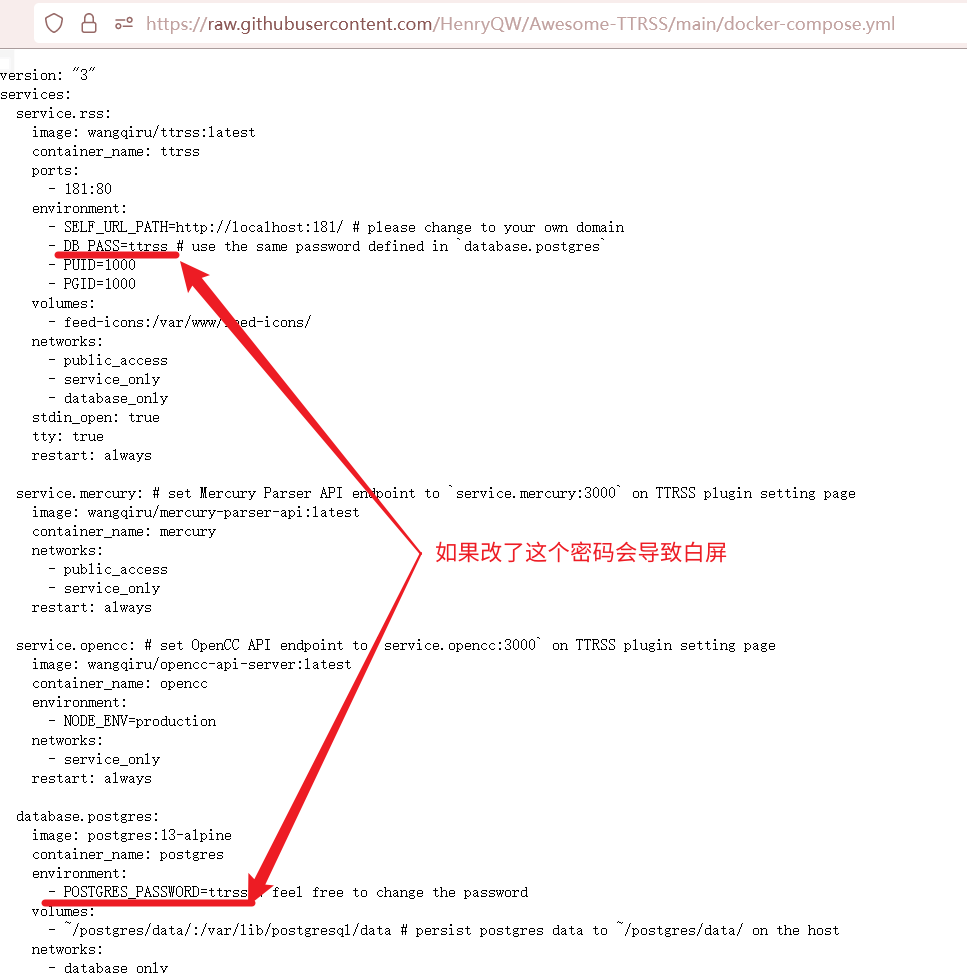 https://raw.githubusercontent.com/HenryQW/Awesome-TTRSS/main/docker-compose.yml
version: "3"
services:
  service.rss:
    image: wangqiru/ttrss:latest
    container_name: ttrss
    ports:
      - 181:80
    environment:
      - SELF_URL_PATH=http://localhost:181/ # please change to your own domain
      - DB_PASS=ttrss # use the same password defined in `database.postgres`
      - PUID=1000
      - PGID=1000
    volumes:
      - feed-icons:/var/www/feed-icons/
    networks:
      - public_access
      - service_only
      - database_only
    stdin_open: true
    tty: true
    restart: always
  service.mercury: # set Mercury Parser API endpoint to `service.mercury:3000` on TTRSS plugin setting page
    image: wangqiru/mercury-parser-api:latest
    container_name: mercury
    networks:
      - public_access
      - service_only
    restart: always
如果改了这个密码会导致白屏
  service.opencc: # set OpenCC API endpoint to `service.opencc:3000` on TTRSS plugin setting page
    image: wangqiru/opencc-api-server:latest
    container_name: opencc
    environment:
      - NODE_ENV=production
    networks:
      - service_only
    restart: always
  database.postgres:
    image: postgres:13-alpine
    container_name: postgres
    environment:
      - POSTGRES_PASSWORD=ttrss # feel free to change the password
    volumes:
      - ~/postgres/data/:/var/lib/postgresql/data # persist postgres data to ~/postgres/data/ on the host
    networks:
      - database_only